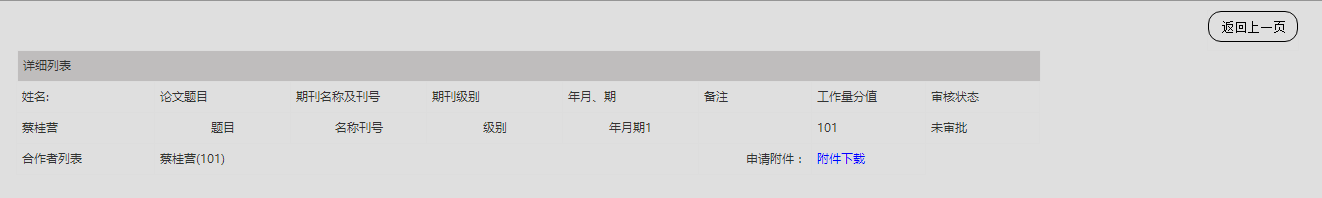 返回上一页
详细列表
姓名: 论文题目 期刊名称及刊号 期刊级别 年月、期 备注 工作量分值 审核状态
蔡桂营 题目 名称刊号 级别 年月期1 101 未审批
合作者列表 蔡桂营(101) 申请附件： 附件下载